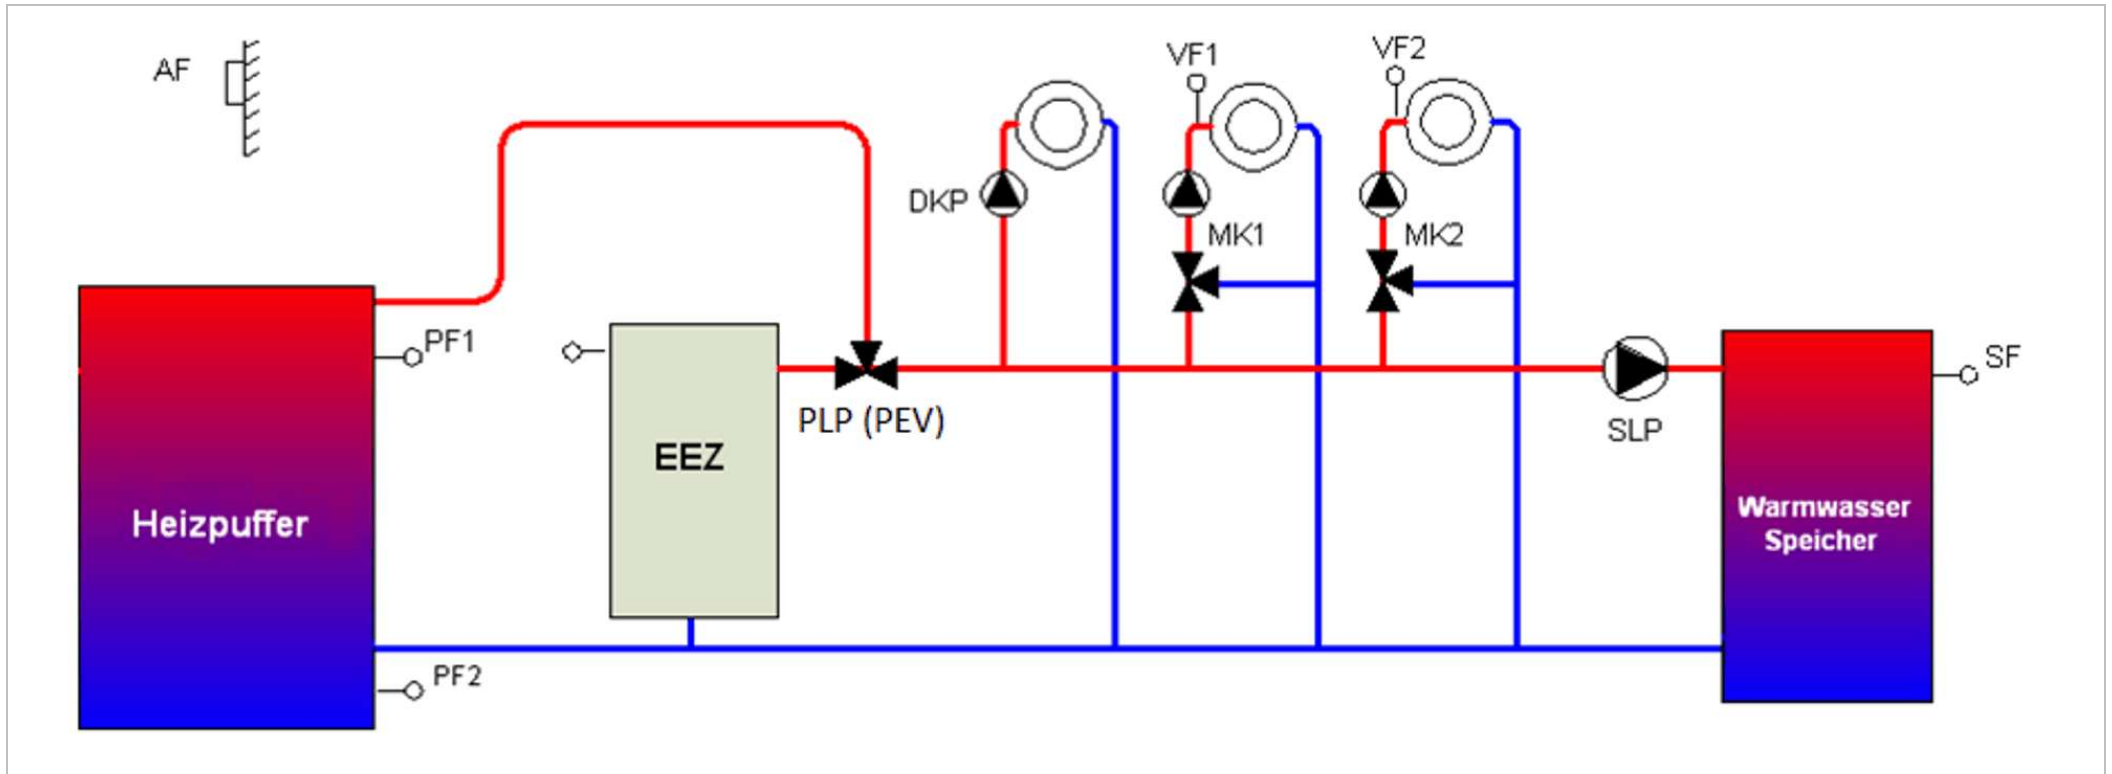 AF
VF1
VF2
DKP
MK1
MK2
PF1
PLP (PEV)
EEZ
SLP
SF
Heizpuffer
Warmwasser
Speicher
PF2